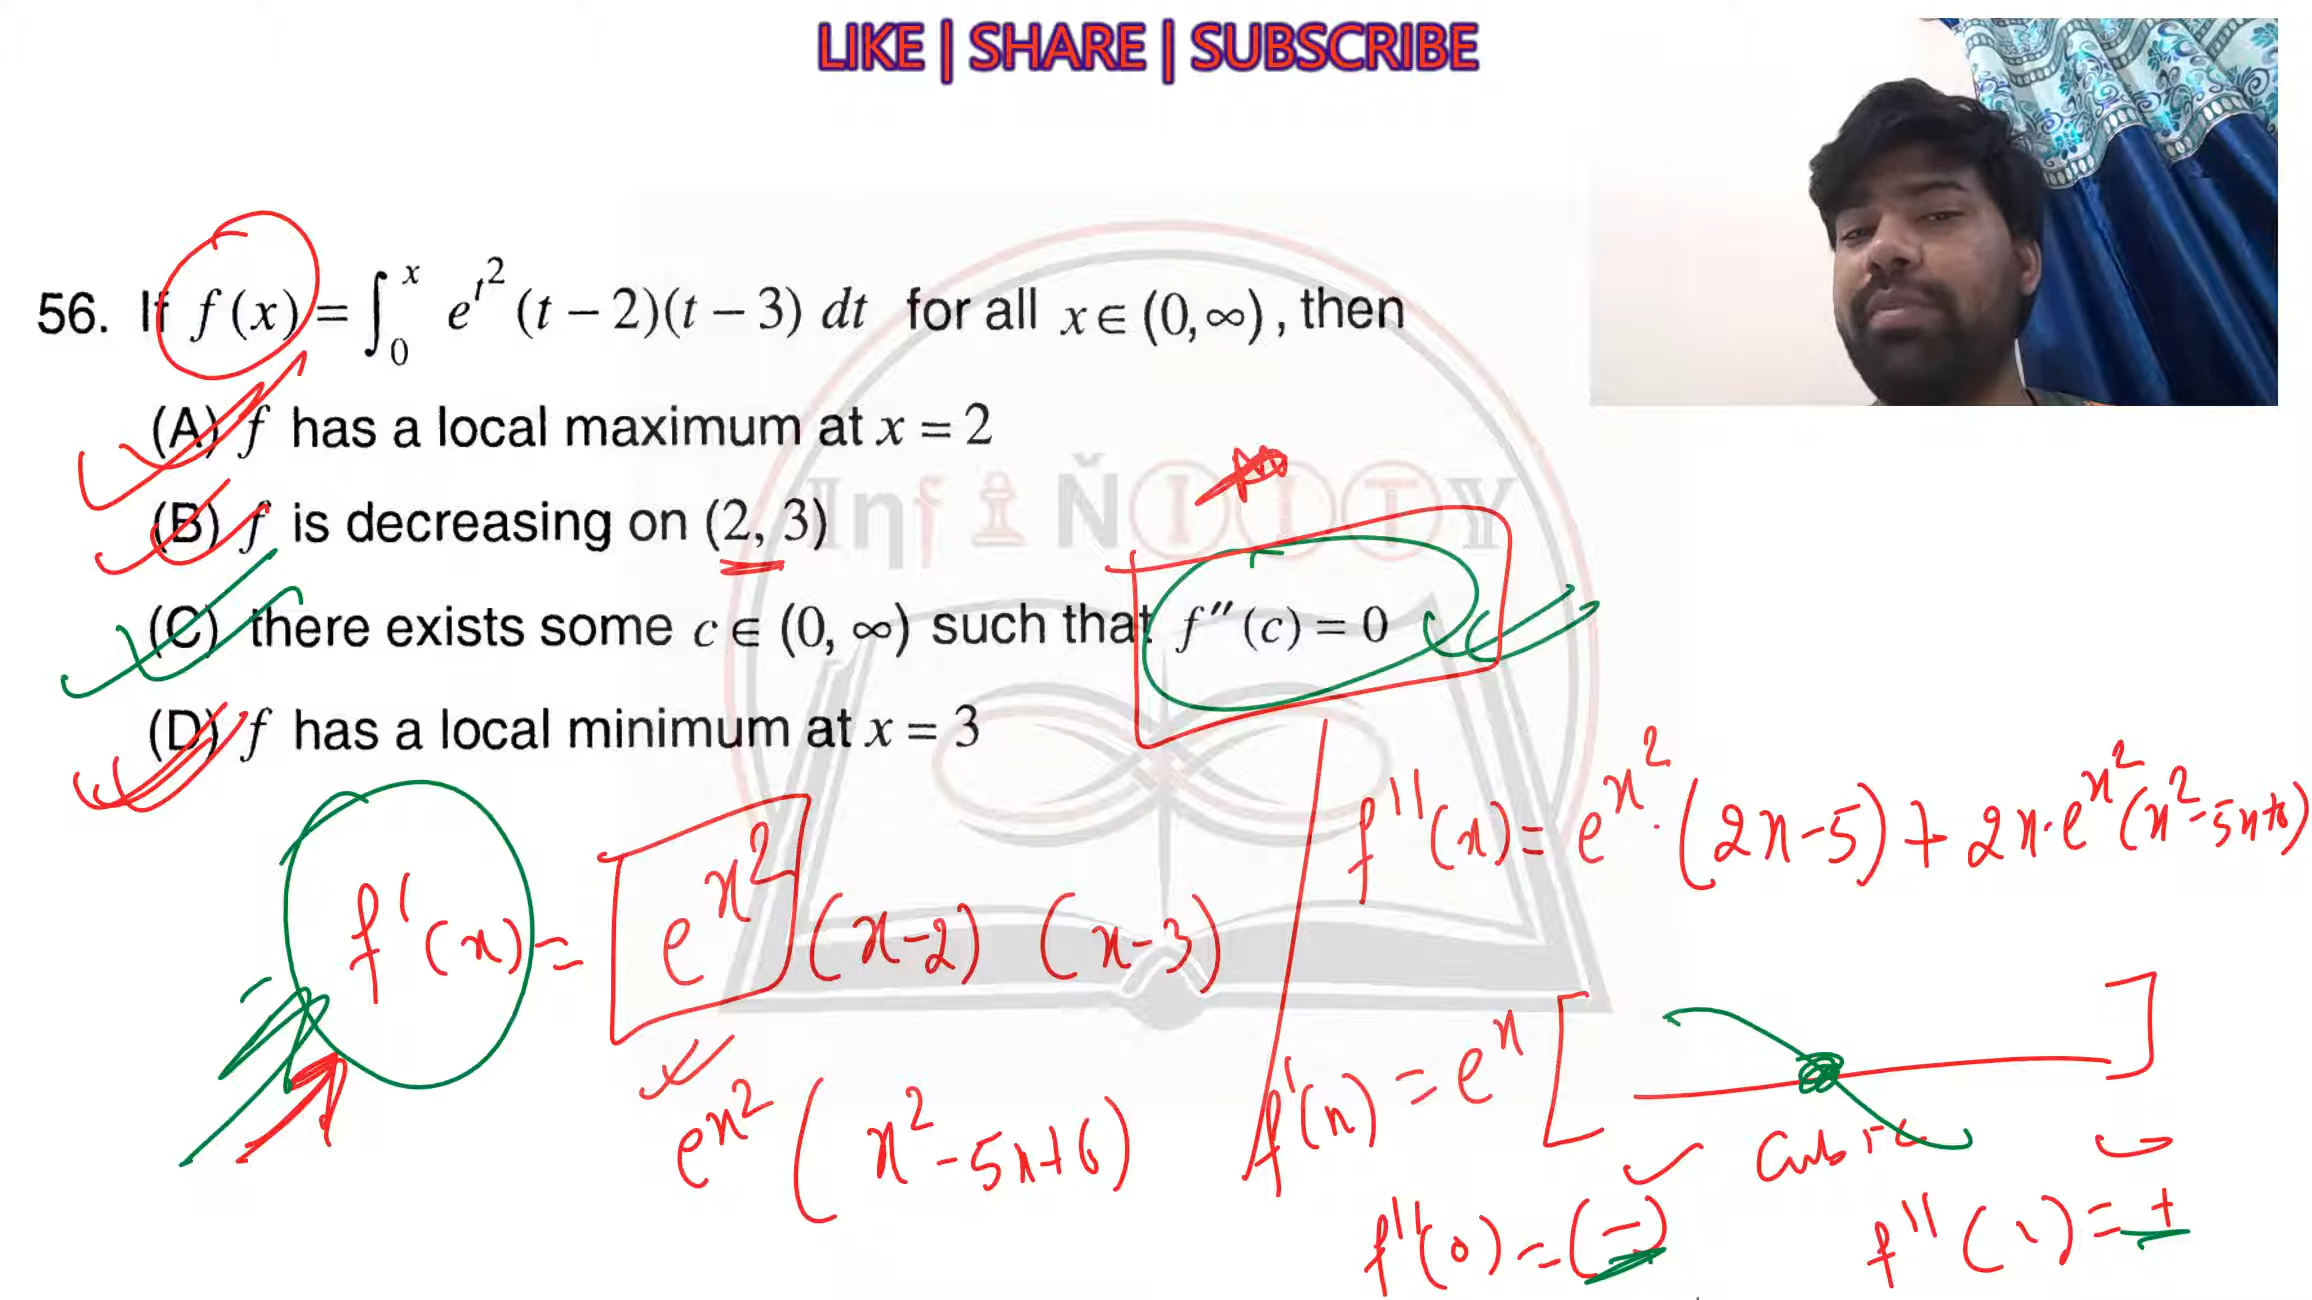 LIKE | SHARE | SUBSCRIBE
56. If f(x) = ∫₀ˣ e^{t²} (t − 2)(t − 3) dt for all x ∈ (0, ∞), then
(A) f has a local maximum at x = 2
InfiŇITY
(B) f is decreasing on (2, 3)
(C) there exists some c ∈ (0, ∞) such that f″(c) = 0
(D) f has a local minimum at x = 3
f''(x) = e^{x²}·(2x−5) + 2x·e^{x²}(x²−5x+6)
f'(x) = e^{x²} (x−2) (x−3)
f'(x) = e^x [ ]
e^{x²} (x²−5x+6)
Cubic
f''(0) = (−) f''(1) = +